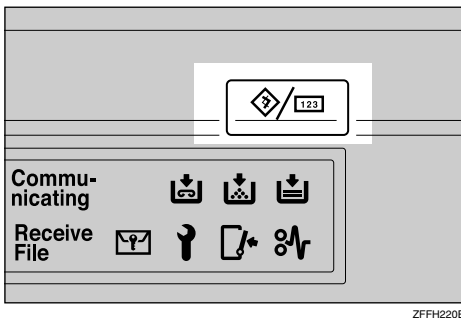 123
Commu-
nicating
Receive
File
ZFFH220E